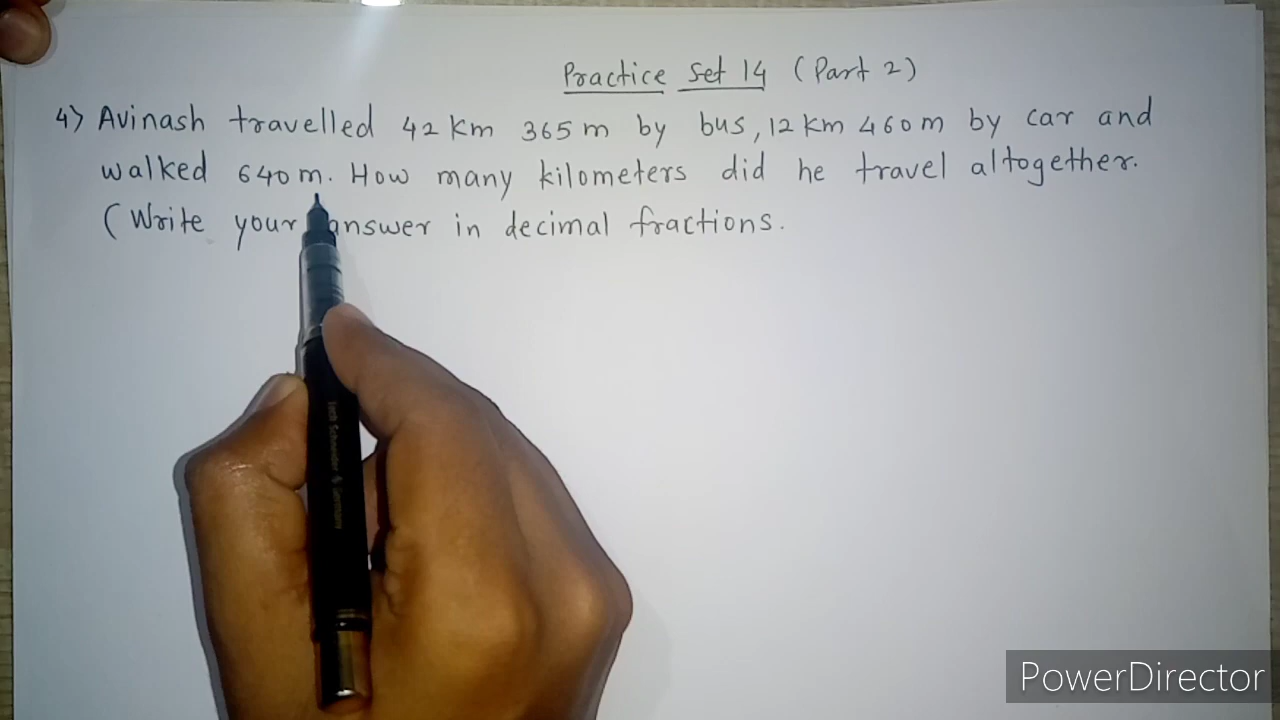 Practice Set 14 (Part 2)
4) Avinash travelled 42 Km 365 m by bus, 12 Km 460 m by car and
walked 640 m. How many kilometers did he travel altogether.
(Write your answer in decimal fractions.
PowerDirector